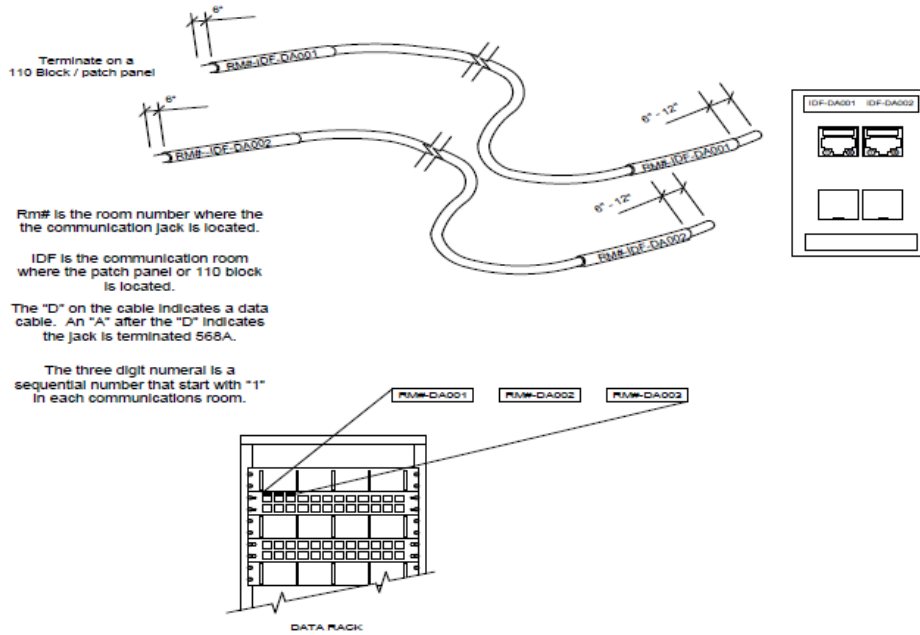 6"
Terminate on a
110 Block / patch panel
RM#-IDF-DA001
6"
RM#-IDF-DA002
6" - 12"
RM#-IDF-DA001
6" - 12"
RM#-IDF-DA002
IDF-DA001 IDF-DA002
Rm# is the room number where the
the communication jack is located.
IDF is the communication room
where the patch panel or 110 block
is located.
The "D" on the cable indicates a data
cable. An "A" after the "D" indicates
the jack is terminated 568A.
The three digit numeral is a
sequential number that start with "1"
in each communications room.
RM#-DA001 RM#-DA002 RM#-DA003
DATA RACK